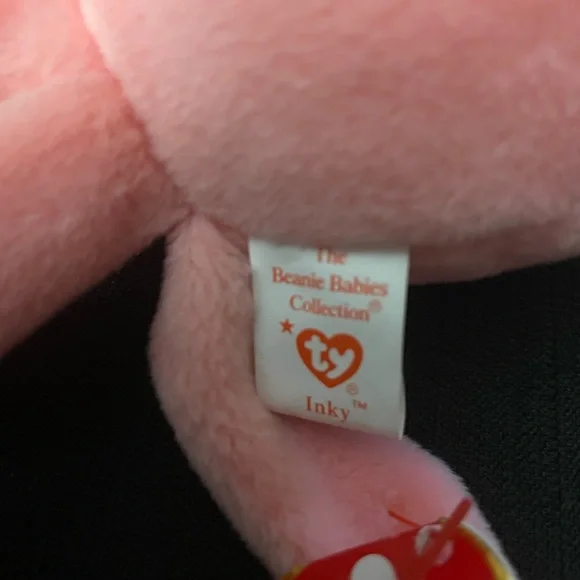 The
Beanie Babies
Collection®
ty
®
Inky™